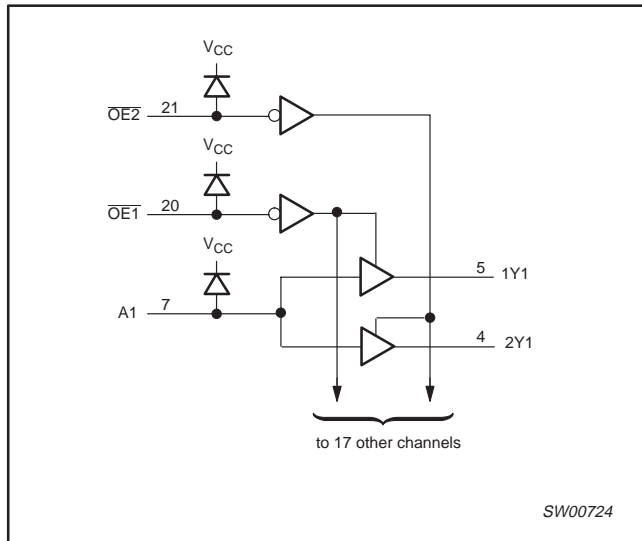 VCC
OE2 21
VCC
OE1 20
VCC
A1 7
5 1Y1
4 2Y1
to 17 other channels
SW00724